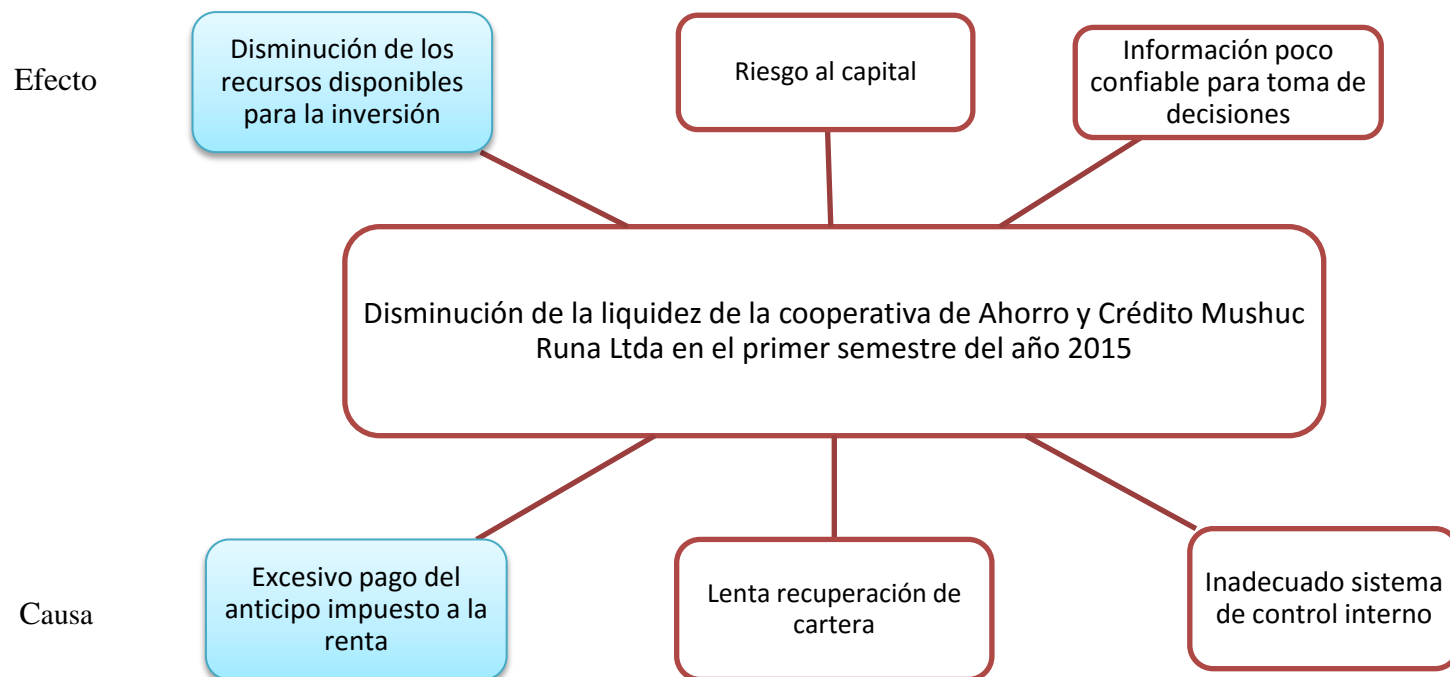 Efecto
Disminución de los
recursos disponibles
para la inversión
Riesgo al capital
Información poco
confiable para toma de
decisiones
Disminución de la liquidez de la cooperativa de Ahorro y Crédito Mushuc
Runa Ltda en el primer semestre del año 2015
Causa
Excesivo pago del
anticipo impuesto a la
renta
Lenta recuperación de
cartera
Inadecuado sistema
de control interno